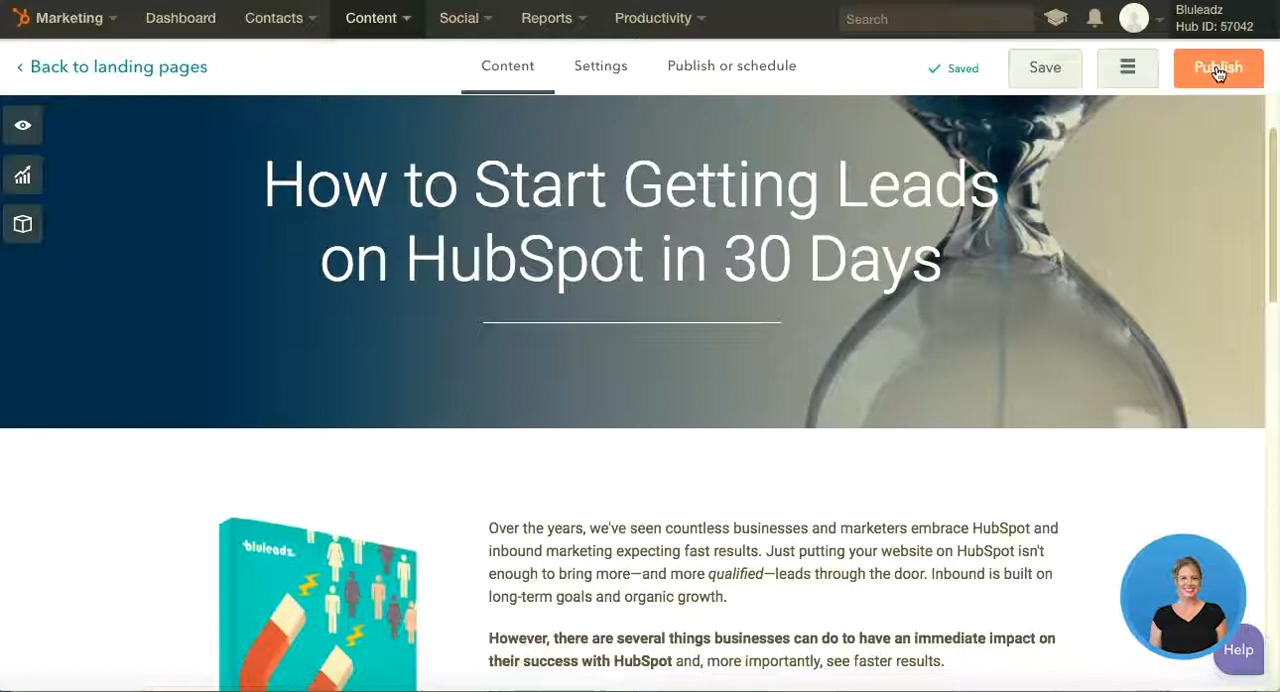 Marketing Dashboard Contacts Content Social Reports Productivity Search Bluleadz
Hub ID: 57042
‹ Back to landing pages Content Settings Publish or schedule ✓ Saved Save Publish
How to Start Getting Leads
on HubSpot in 30 Days
bluleadz
Over the years, we've seen countless businesses and marketers embrace HubSpot and
inbound marketing expecting fast results. Just putting your website on HubSpot isn't
enough to bring more—and more qualified—leads through the door. Inbound is built on
long-term goals and organic growth.
However, there are several things businesses can do to have an immediate impact on
their success with HubSpot and, more importantly, see faster results.
Help